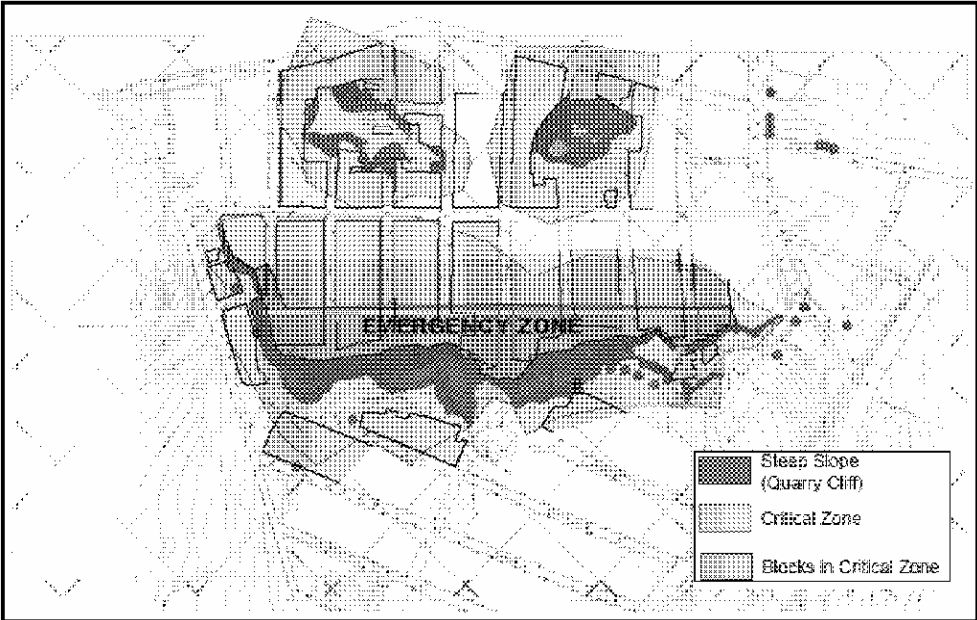 EMERGENCY ZONE
Steep Slope
(Quarry Cliff)
Critical Zone
Blocks in Critical Zone